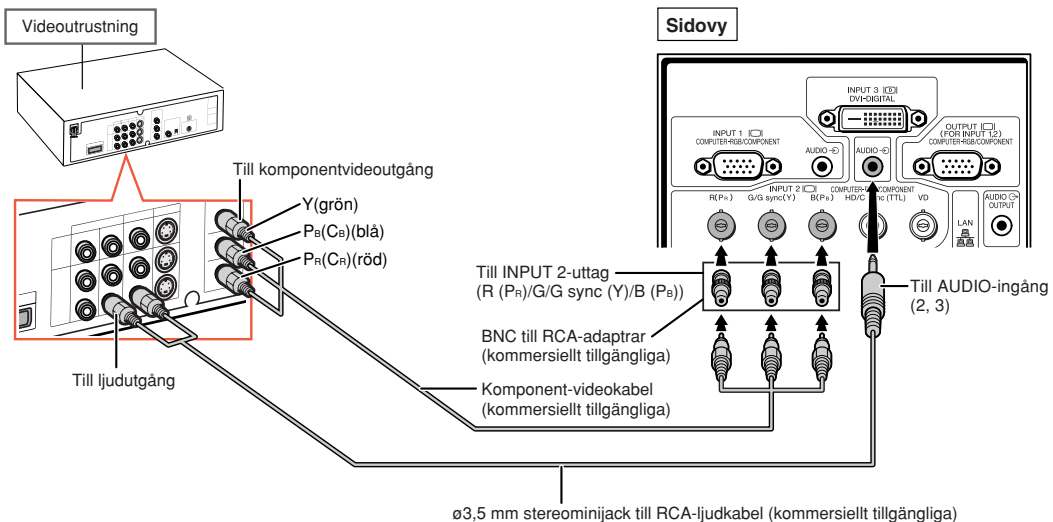 Videoutrustning
Sidovy
INPUT 3
DVI-DIGITAL
INPUT 1
COMPUTER-RGB/COMPONENT
AUDIO
AUDIO
OUTPUT
(FOR INPUT 1,2)
COMPUTER-RGB/COMPONENT
INPUT 2
R(PR)
G/G sync(Y)
B(PB)
VD
LAN
AUDIO
OUTPUT
Till komponentvideoutgång
Y(grön)
PB(CB)(blå)
PR(CR)(röd)
Till INPUT 2-uttag
(R (PR)/G/G sync (Y)/B (PB))
Till AUDIO-ingång
(2, 3)
BNC till RCA-adaptrar
(kommersiellt tillgängliga)
Till ljudutgång
Komponent-videokabel
(kommersiellt tillgängliga)
ø3,5 mm stereominijack till RCA-ljudkabel (kommersiellt tillgängliga)